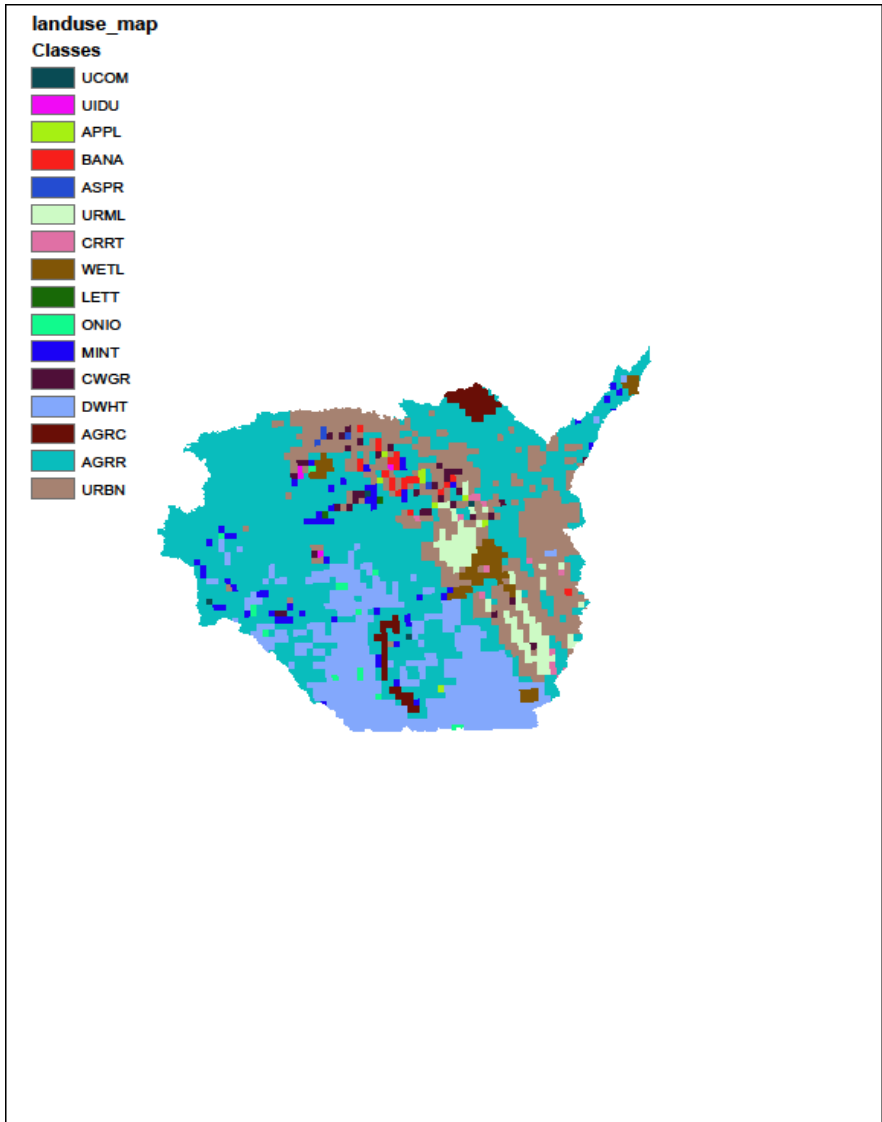 landuse_map
Classes
UCOM
UIDU
APPL
BANA
ASPR
URML
CRRT
WETL
LETT
ONIO
MINT
CWGR
DWHT
AGRC
AGRR
URBN